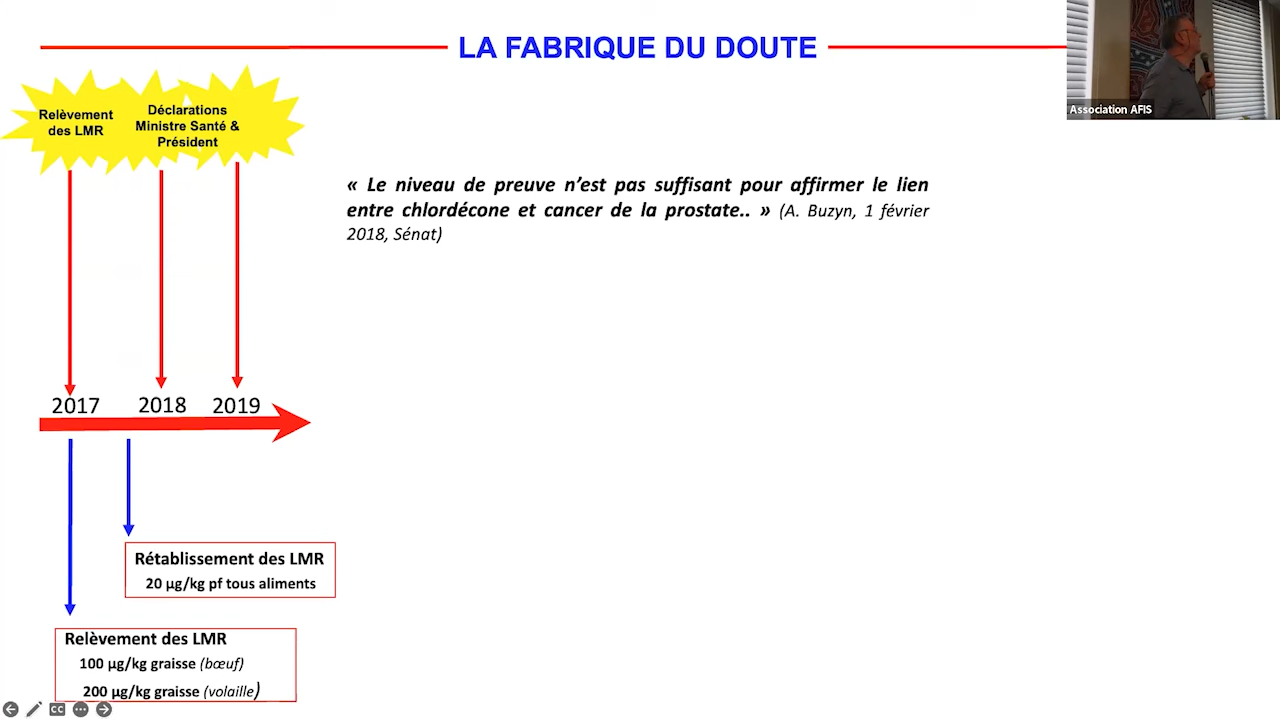 LA FABRIQUE DU DOUTE
Association AFIS
Relèvement
des LMR
Déclarations
Ministre Santé &
Président
« Le niveau de preuve n’est pas suffisant pour affirmer le lien
entre chlordécone et cancer de la prostate.. » (A. Buzyn, 1 février
2018, Sénat)
2017 2018 2019
Rétablissement des LMR
20 µg/kg pf tous aliments
Relèvement des LMR
100 µg/kg graisse (bœuf)
200 µg/kg graisse (volaille)
CC